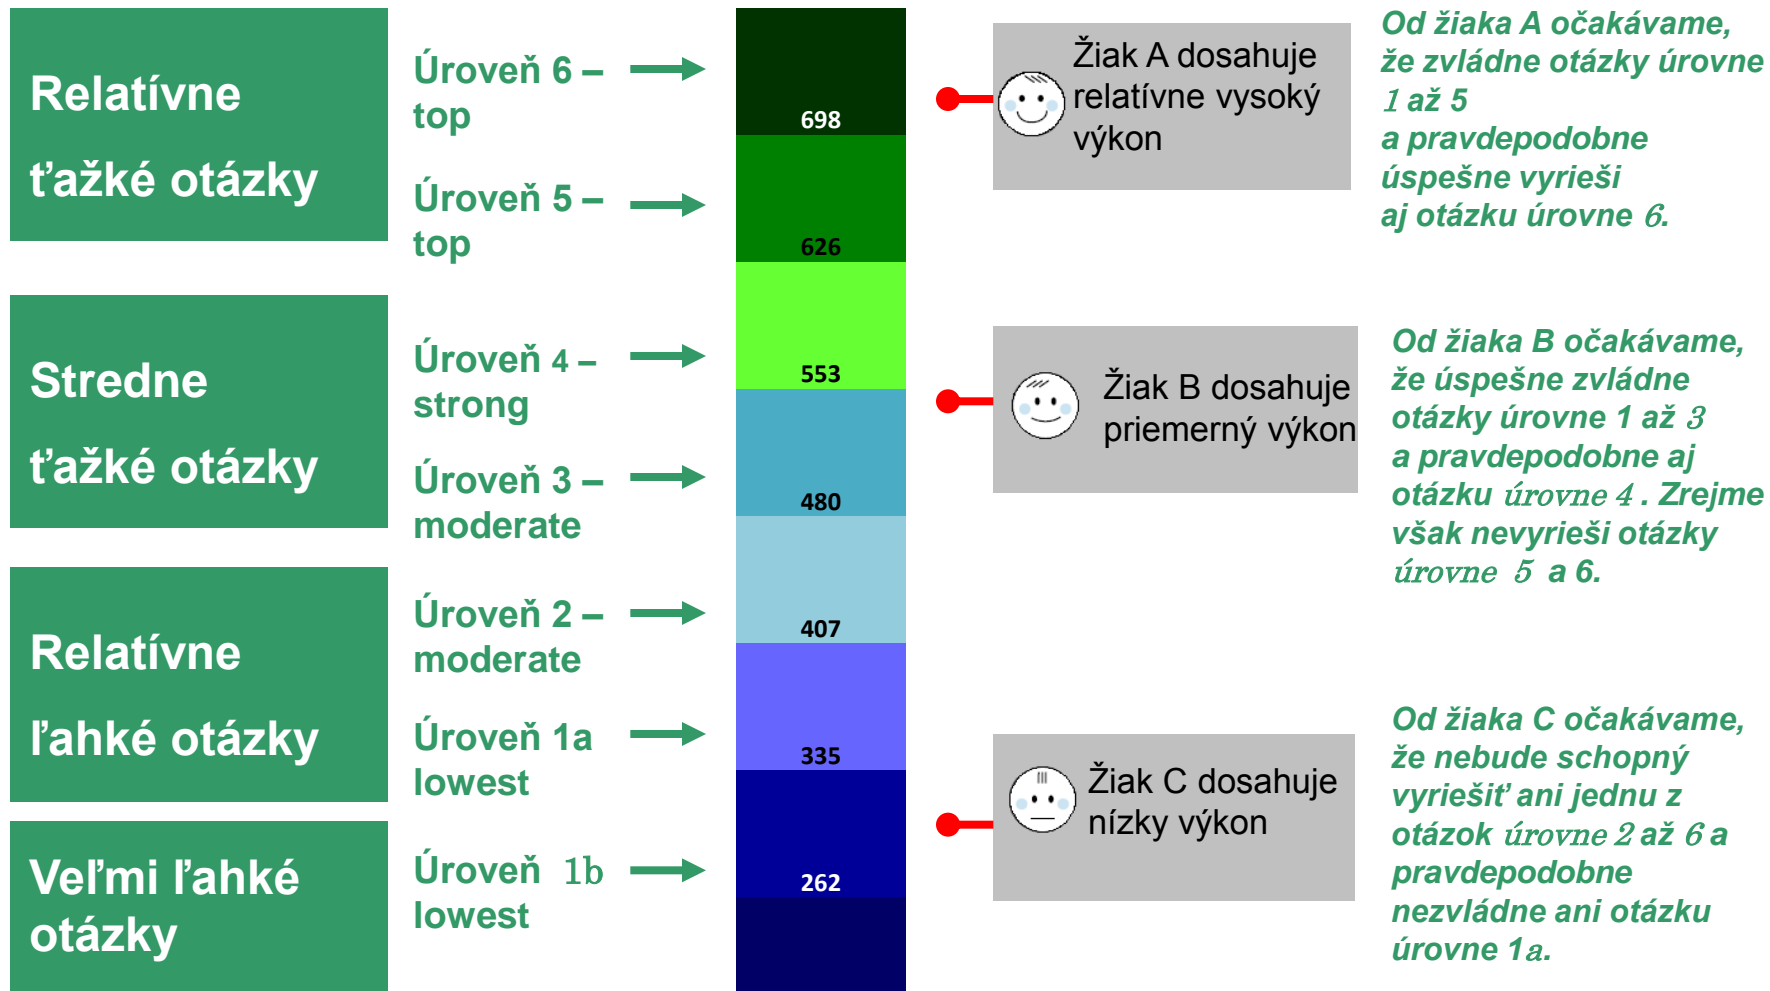 Relatívne
ťažké otázky
Stredne
ťažké otázky
Relatívne
ľahké otázky
Veľmi ľahké
otázky
Úroveň 6 –
top
Úroveň 5 –
top
Úroveň 4 –
strong
Úroveň 3 –
moderate
Úroveň 2 –
moderate
Úroveň 1a
lowest
Úroveň 1b
lowest
698
626
553
480
407
335
262
Žiak A dosahuje
relatívne vysoký
výkon
Žiak B dosahuje
priemerný výkon
Žiak C dosahuje
nízky výkon
Od žiaka A očakávame,
že zvládne otázky úrovne
1 až 5
a pravdepodobne
úspešne vyrieši
aj otázku úrovne 6.
Od žiaka B očakávame,
že úspešne zvládne
otázky úrovne 1 až 3
a pravdepodobne aj
otázku úrovne 4 . Zrejme
však nevyrieši otázky
úrovne 5 a 6.
Od žiaka C očakávame,
že nebude schopný
vyriešiť ani jednu z
otázok úrovne 2 až 6 a
pravdepodobne
nezvládne ani otázku
úrovne 1a.